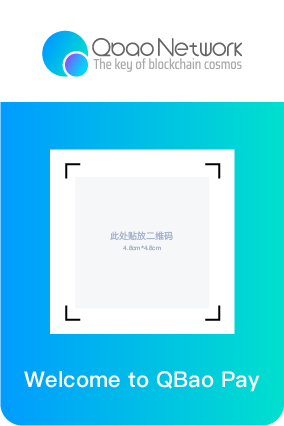 Qbao Network
The key of blockchain cosmos
此处贴放二维码
4.8cm*4.8cm
Welcome to QBao Pay